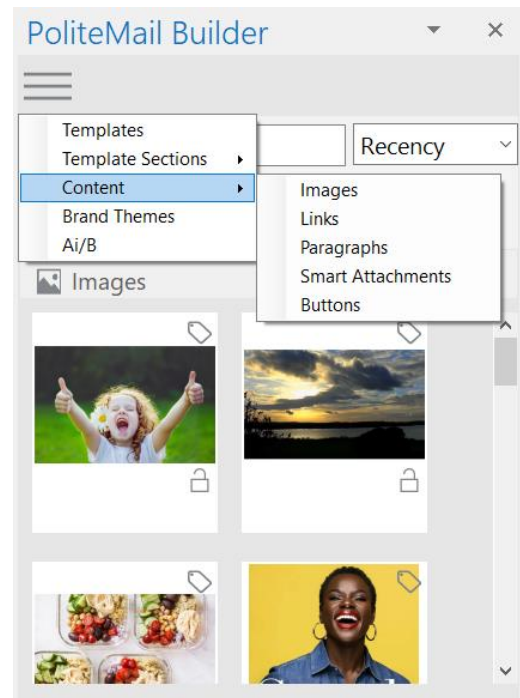 PoliteMail Builder
Templates
Template Sections
Content
Brand Themes
Ai/B
Recency
Images
Links
Paragraphs
Smart Attachments
Buttons
Images